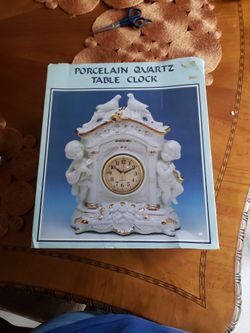 PORCELAIN QUARTZ
TABLE CLOCK